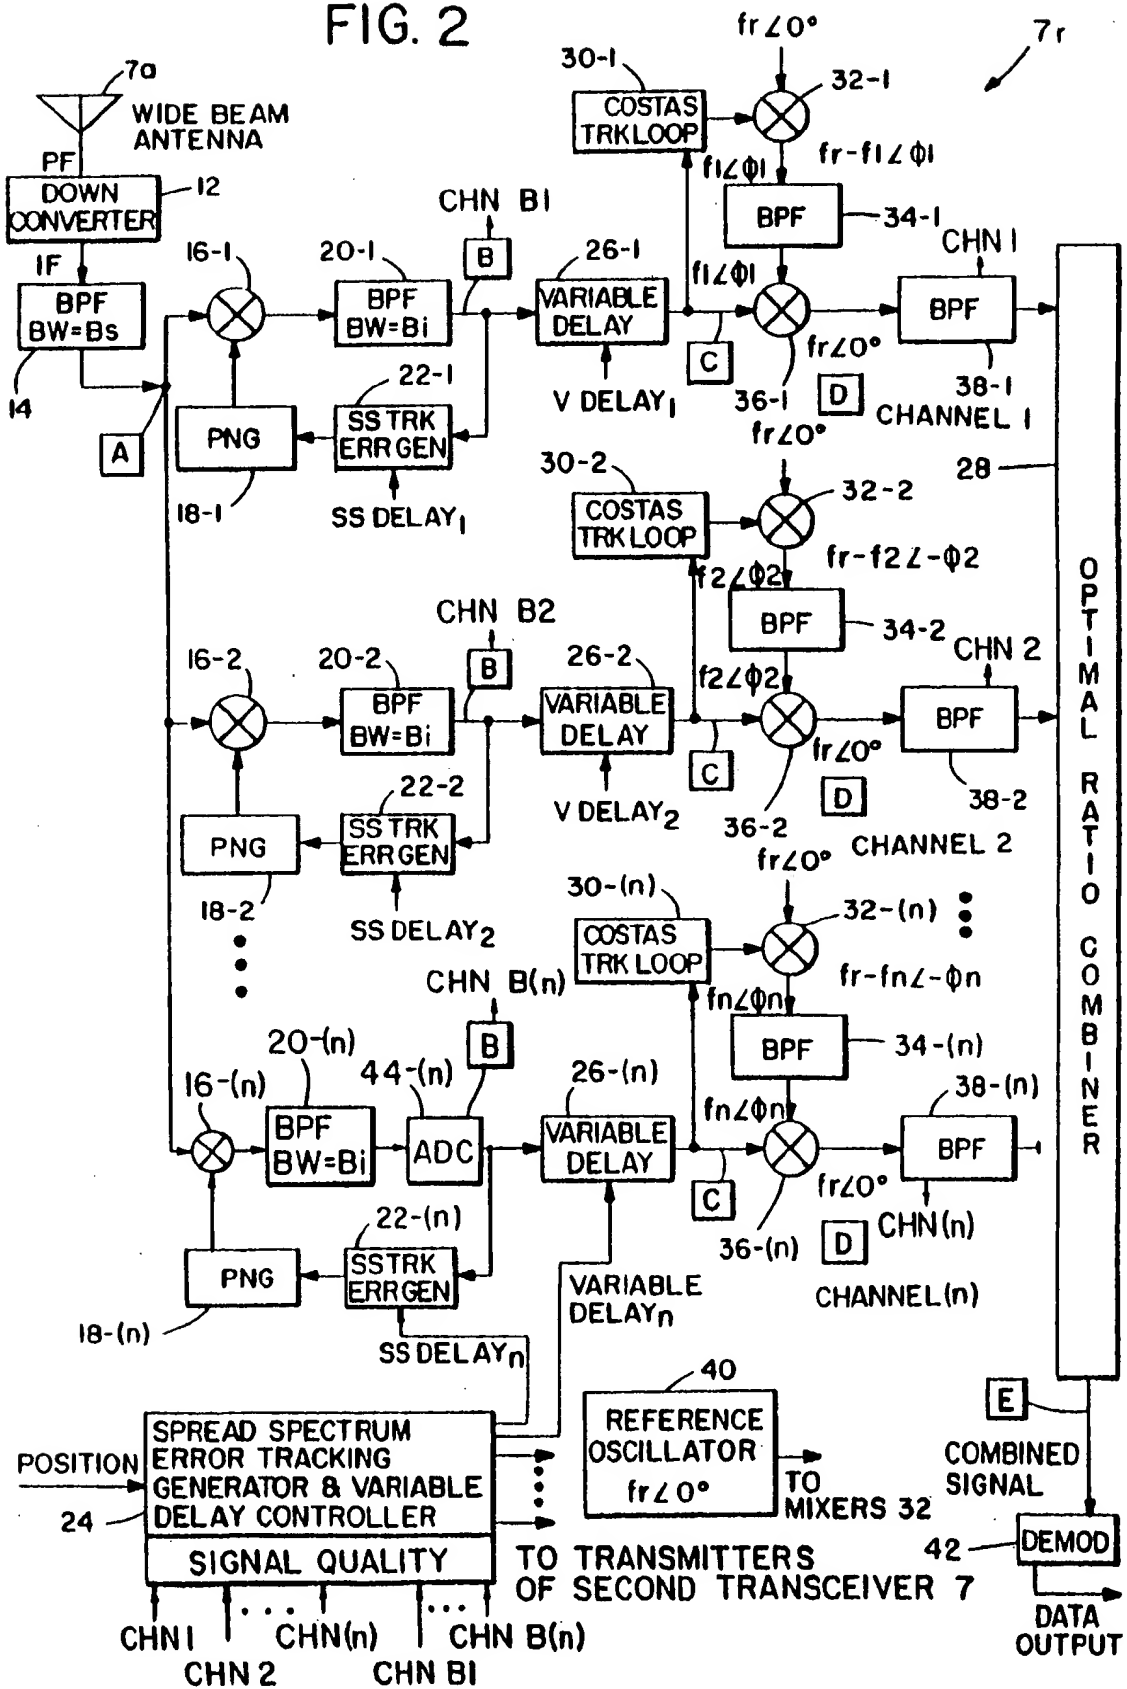 FIG. 2
7a
WIDE BEAM
ANTENNA
PF
DOWN
CONVERTER
12
IF
BPF
BW=Bs
14
A
16-1
20-1
BPF
BW=Bi
CHN B1
B
26-1
VARIABLE
DELAY
V DELAY1
22-1
SS TRK
ERR GEN
SS DELAY1
PNG
18-1
30-1
COSTAS
TRK LOOP
fr∠0°
32-1
7r
f1∠ϕ1
fr-f1∠ϕ1
BPF
34-1
f1∠ϕ1
C
36-1
fr∠0°
D
CHN 1
BPF
38-1
CHANNEL 1
28
OPTIMAL RATIO COMBINER
16-2
20-2
BPF
BW=Bi
CHN B2
B
26-2
VARIABLE
DELAY
V DELAY2
22-2
SS TRK
ERR GEN
SS DELAY2
PNG
18-2
30-2
COSTAS
TRK LOOP
fr∠0°
32-2
f2∠ϕ2
fr-f2∠-ϕ2
BPF
34-2
f2∠ϕ2
C
36-2
fr∠0°
D
CHN 2
BPF
38-2
CHANNEL 2
16-(n)
20-(n)
BPF
BW=Bi
44-(n)
ADC
CHN B(n)
B
26-(n)
VARIABLE
DELAY
VARIABLE
DELAYn
22-(n)
SS TRK
ERR GEN
SS DELAYn
PNG
18-(n)
30-(n)
COSTAS
TRK LOOP
fr∠0°
32-(n)
fn∠ϕn
fr-fn∠-ϕn
BPF
34-(n)
fn∠ϕn
C
36-(n)
fr∠0°
D
38-(n)
BPF
CHN(n)
CHANNEL(n)
POSITION
24
SPREAD SPECTRUM
ERROR TRACKING
GENERATOR & VARIABLE
DELAY CONTROLLER
SIGNAL QUALITY
CHN 1
CHN 2
CHN(n)
CHN B1
CHN B(n)
TO TRANSMITTERS
OF SECOND TRANSCEIVER 7
40
REFERENCE
OSCILLATOR
fr∠0°
TO
MIXERS 32
E
COMBINED
SIGNAL
42
DEMOD
DATA
OUTPUT